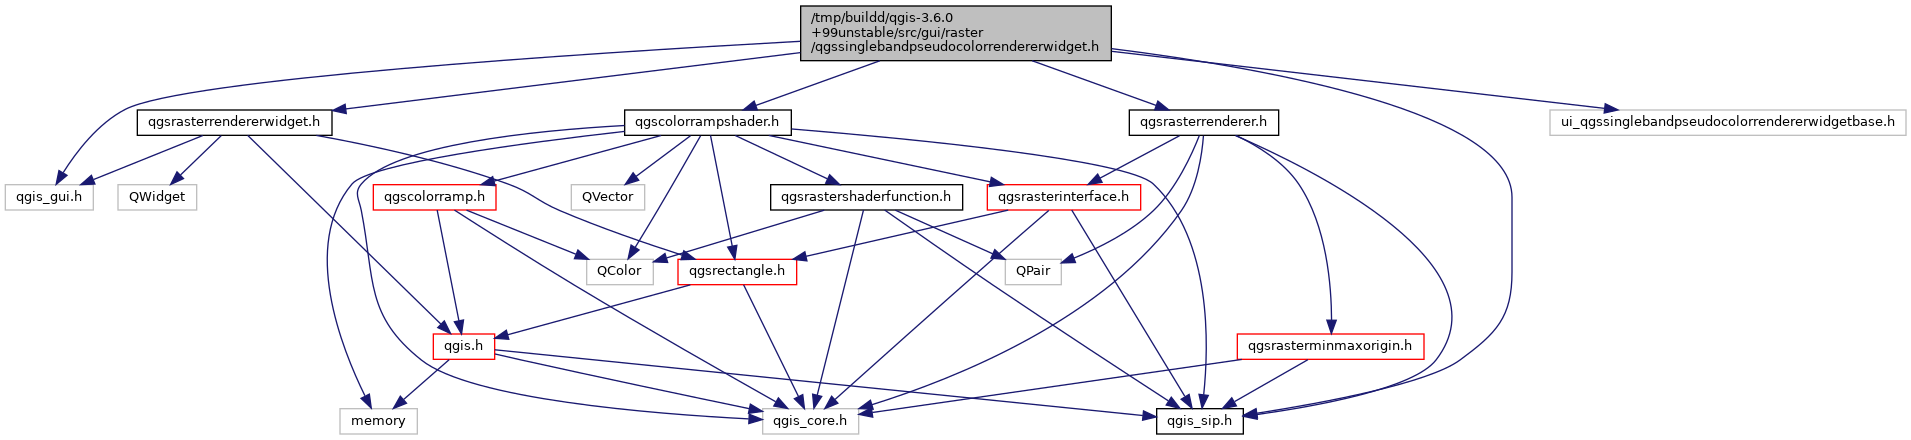 /tmp/buildd/qgis-3.6.0
+99unstable/src/gui/raster
/qgssinglebandpseudocolorrendererwidget.h
qgsrasterrendererwidget.h
qgscolorrampshader.h
qgsrasterrenderer.h
ui_qgssinglebandpseudocolorrendererwidgetbase.h
qgis_gui.h
QWidget
qgscolorramp.h
QVector
qgsrastershaderfunction.h
qgsrasterinterface.h
QColor
qgsrectangle.h
QPair
qgis.h
qgsrasterminmaxorigin.h
memory
qgis_core.h
qgis_sip.h